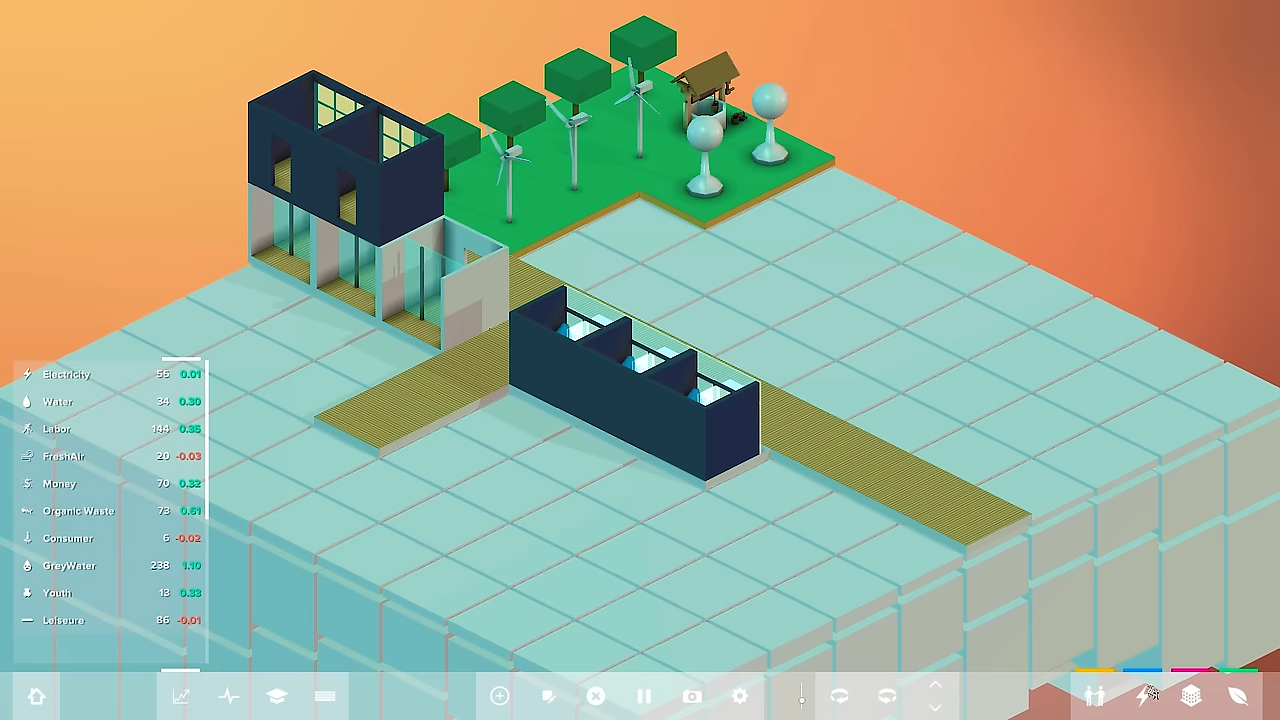 Electricity 55 0.01
Water 34 0.30
Labor 144 0.35
FreshAir 20 -0.03
Money 70 0.32
Organic Waste 73 0.61
Consumer 6 -0.02
GreyWater 238 1.10
Youth 13 0.33
Leiseure 36 -0.01